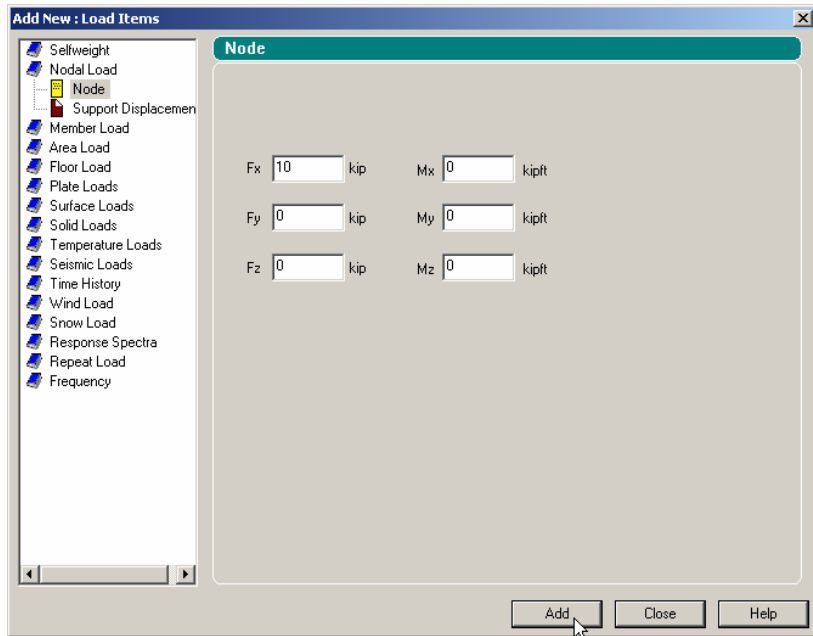 Add New : Load Items
Selfweight
Nodal Load
Node
Support Displacemen
Member Load
Area Load
Floor Load
Plate Loads
Surface Loads
Solid Loads
Temperature Loads
Seismic Loads
Time History
Wind Load
Snow Load
Response Spectra
Repeat Load
Frequency
Node
Fx 10 kip Mx 0 kipft
Fy 0 kip My 0 kipft
Fz 0 kip Mz 0 kipft
Add Close Help